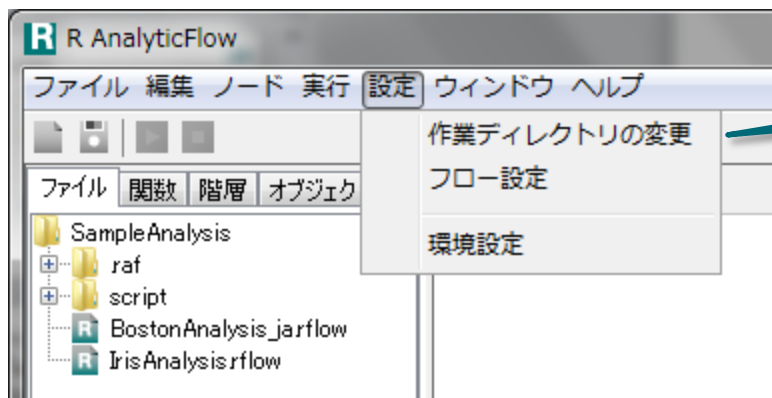 R AnalyticFlow
ファイル 編集 ノード 実行 設定 ウィンドウ ヘルプ
作業ディレクトリの変更
フロー設定
環境設定
ファイル 関数 階層 オブジェク
SampleAnalysis
raf
script
BostonAnalysis_ja.rflow
IrisAnalysis.rflow